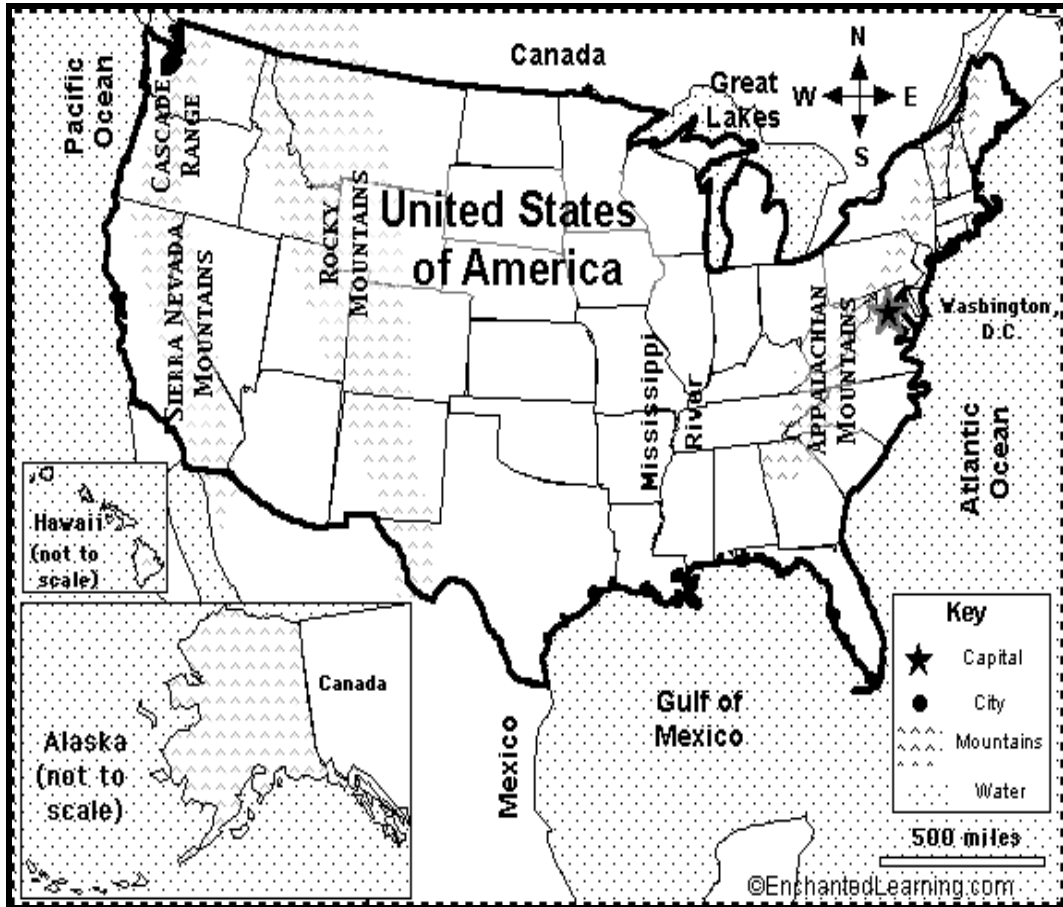 Canada
Great
Lakes
N
W E
S
Pacific
Ocean
CASCADE
RANGE
ROCKY
MOUNTAINS
United States
of America
SIERRA NEVADA
MOUNTAINS
Mississippi
River
APPALACHIAN
MOUNTAINS
Washington,
D.C.
Atlantic
Ocean
Hawaii
(not to
scale)
Canada
Alaska
(not to
scale)
Mexico
Gulf of
Mexico
Key
Capital
City
Mountains
Water
500 miles
©EnchantedLearning.com